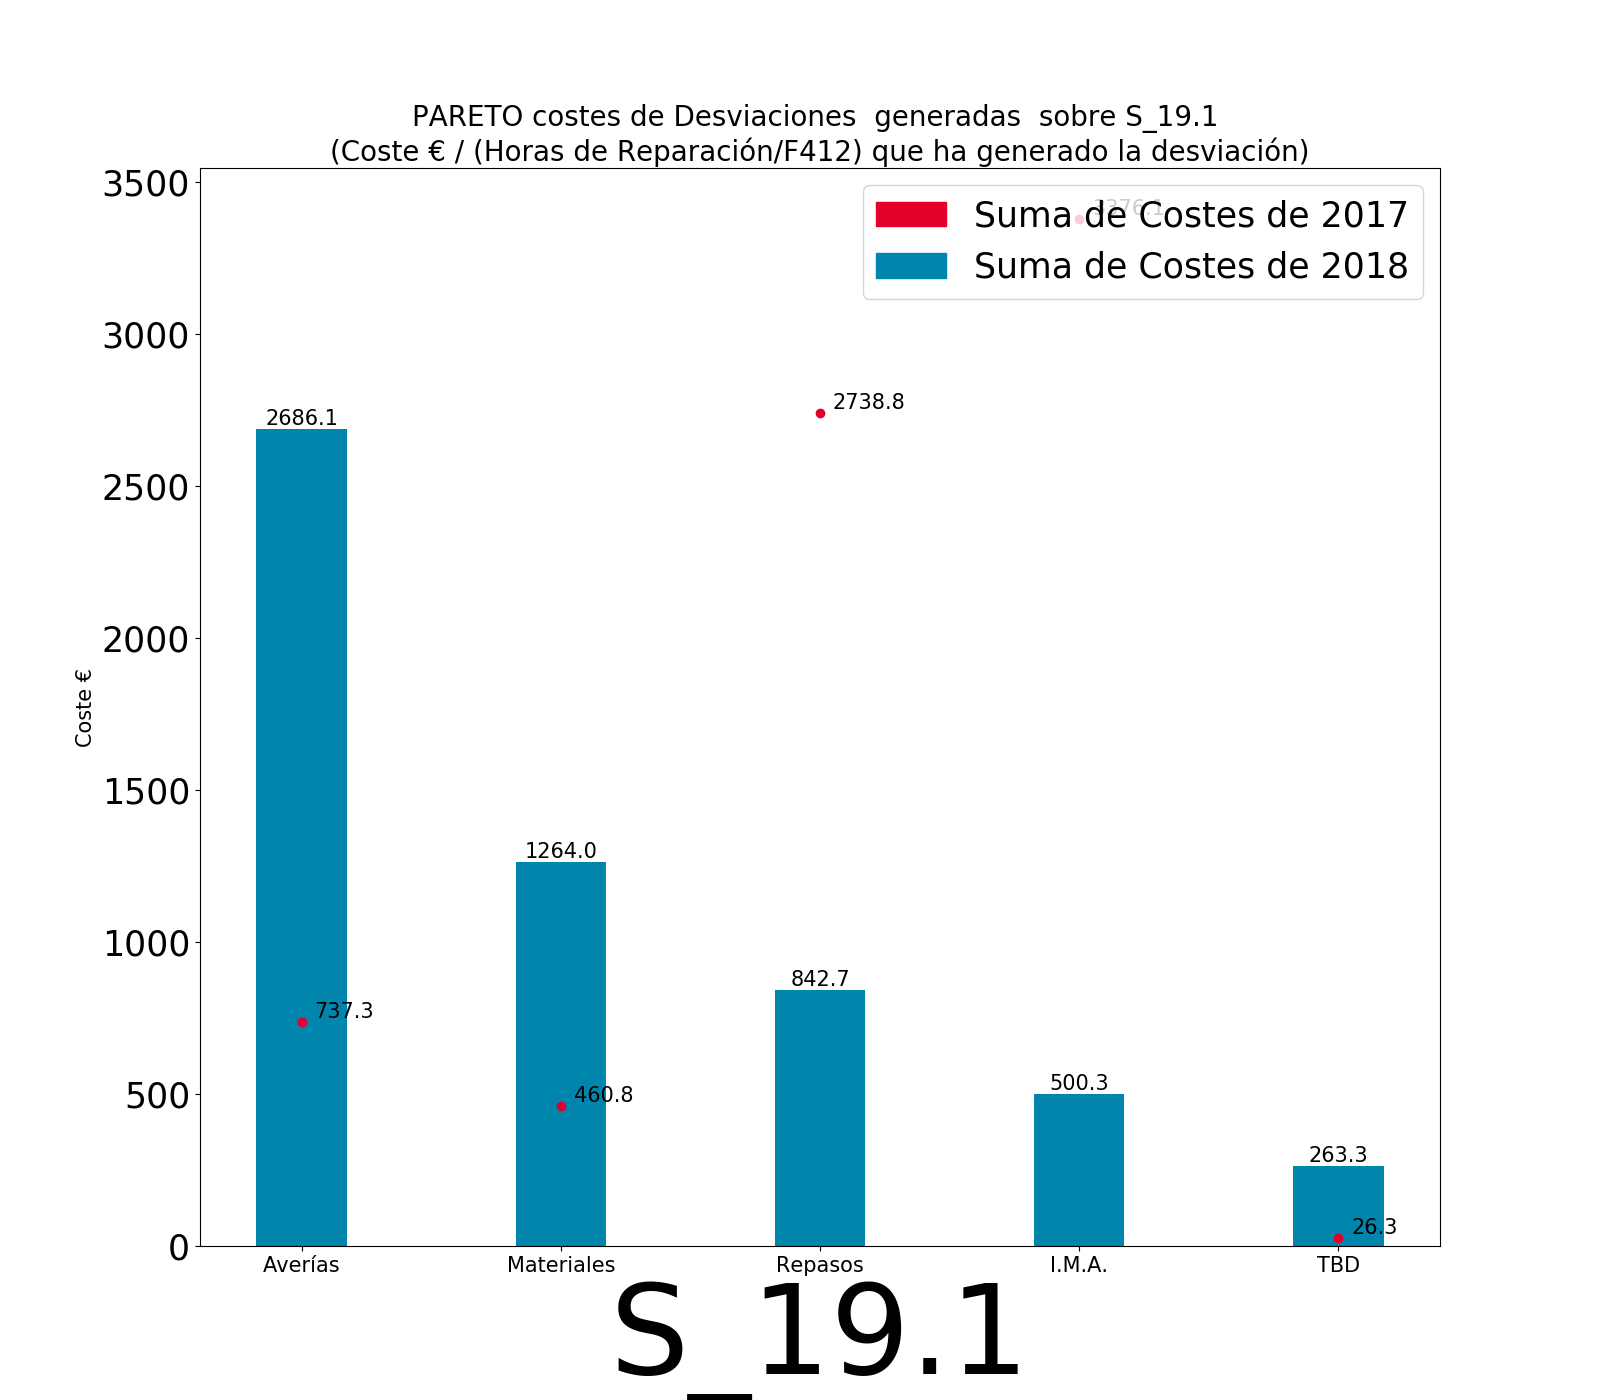 PARETO costes de Desviaciones  generadas  sobre S_19.1
(Coste € / (Horas de Reparación/F412) que ha generado la desviación)
Suma de Costes de 2017
Suma de Costes de 2018
3376.1
3500
3000
2500
2000
1500
1000
500
0
Coste €
2686.1
737.3
1264.0
460.8
2738.8
842.7
500.3
263.3
26.3
Averías
Materiales
Repasos
I.M.A.
TBD
S_19.1